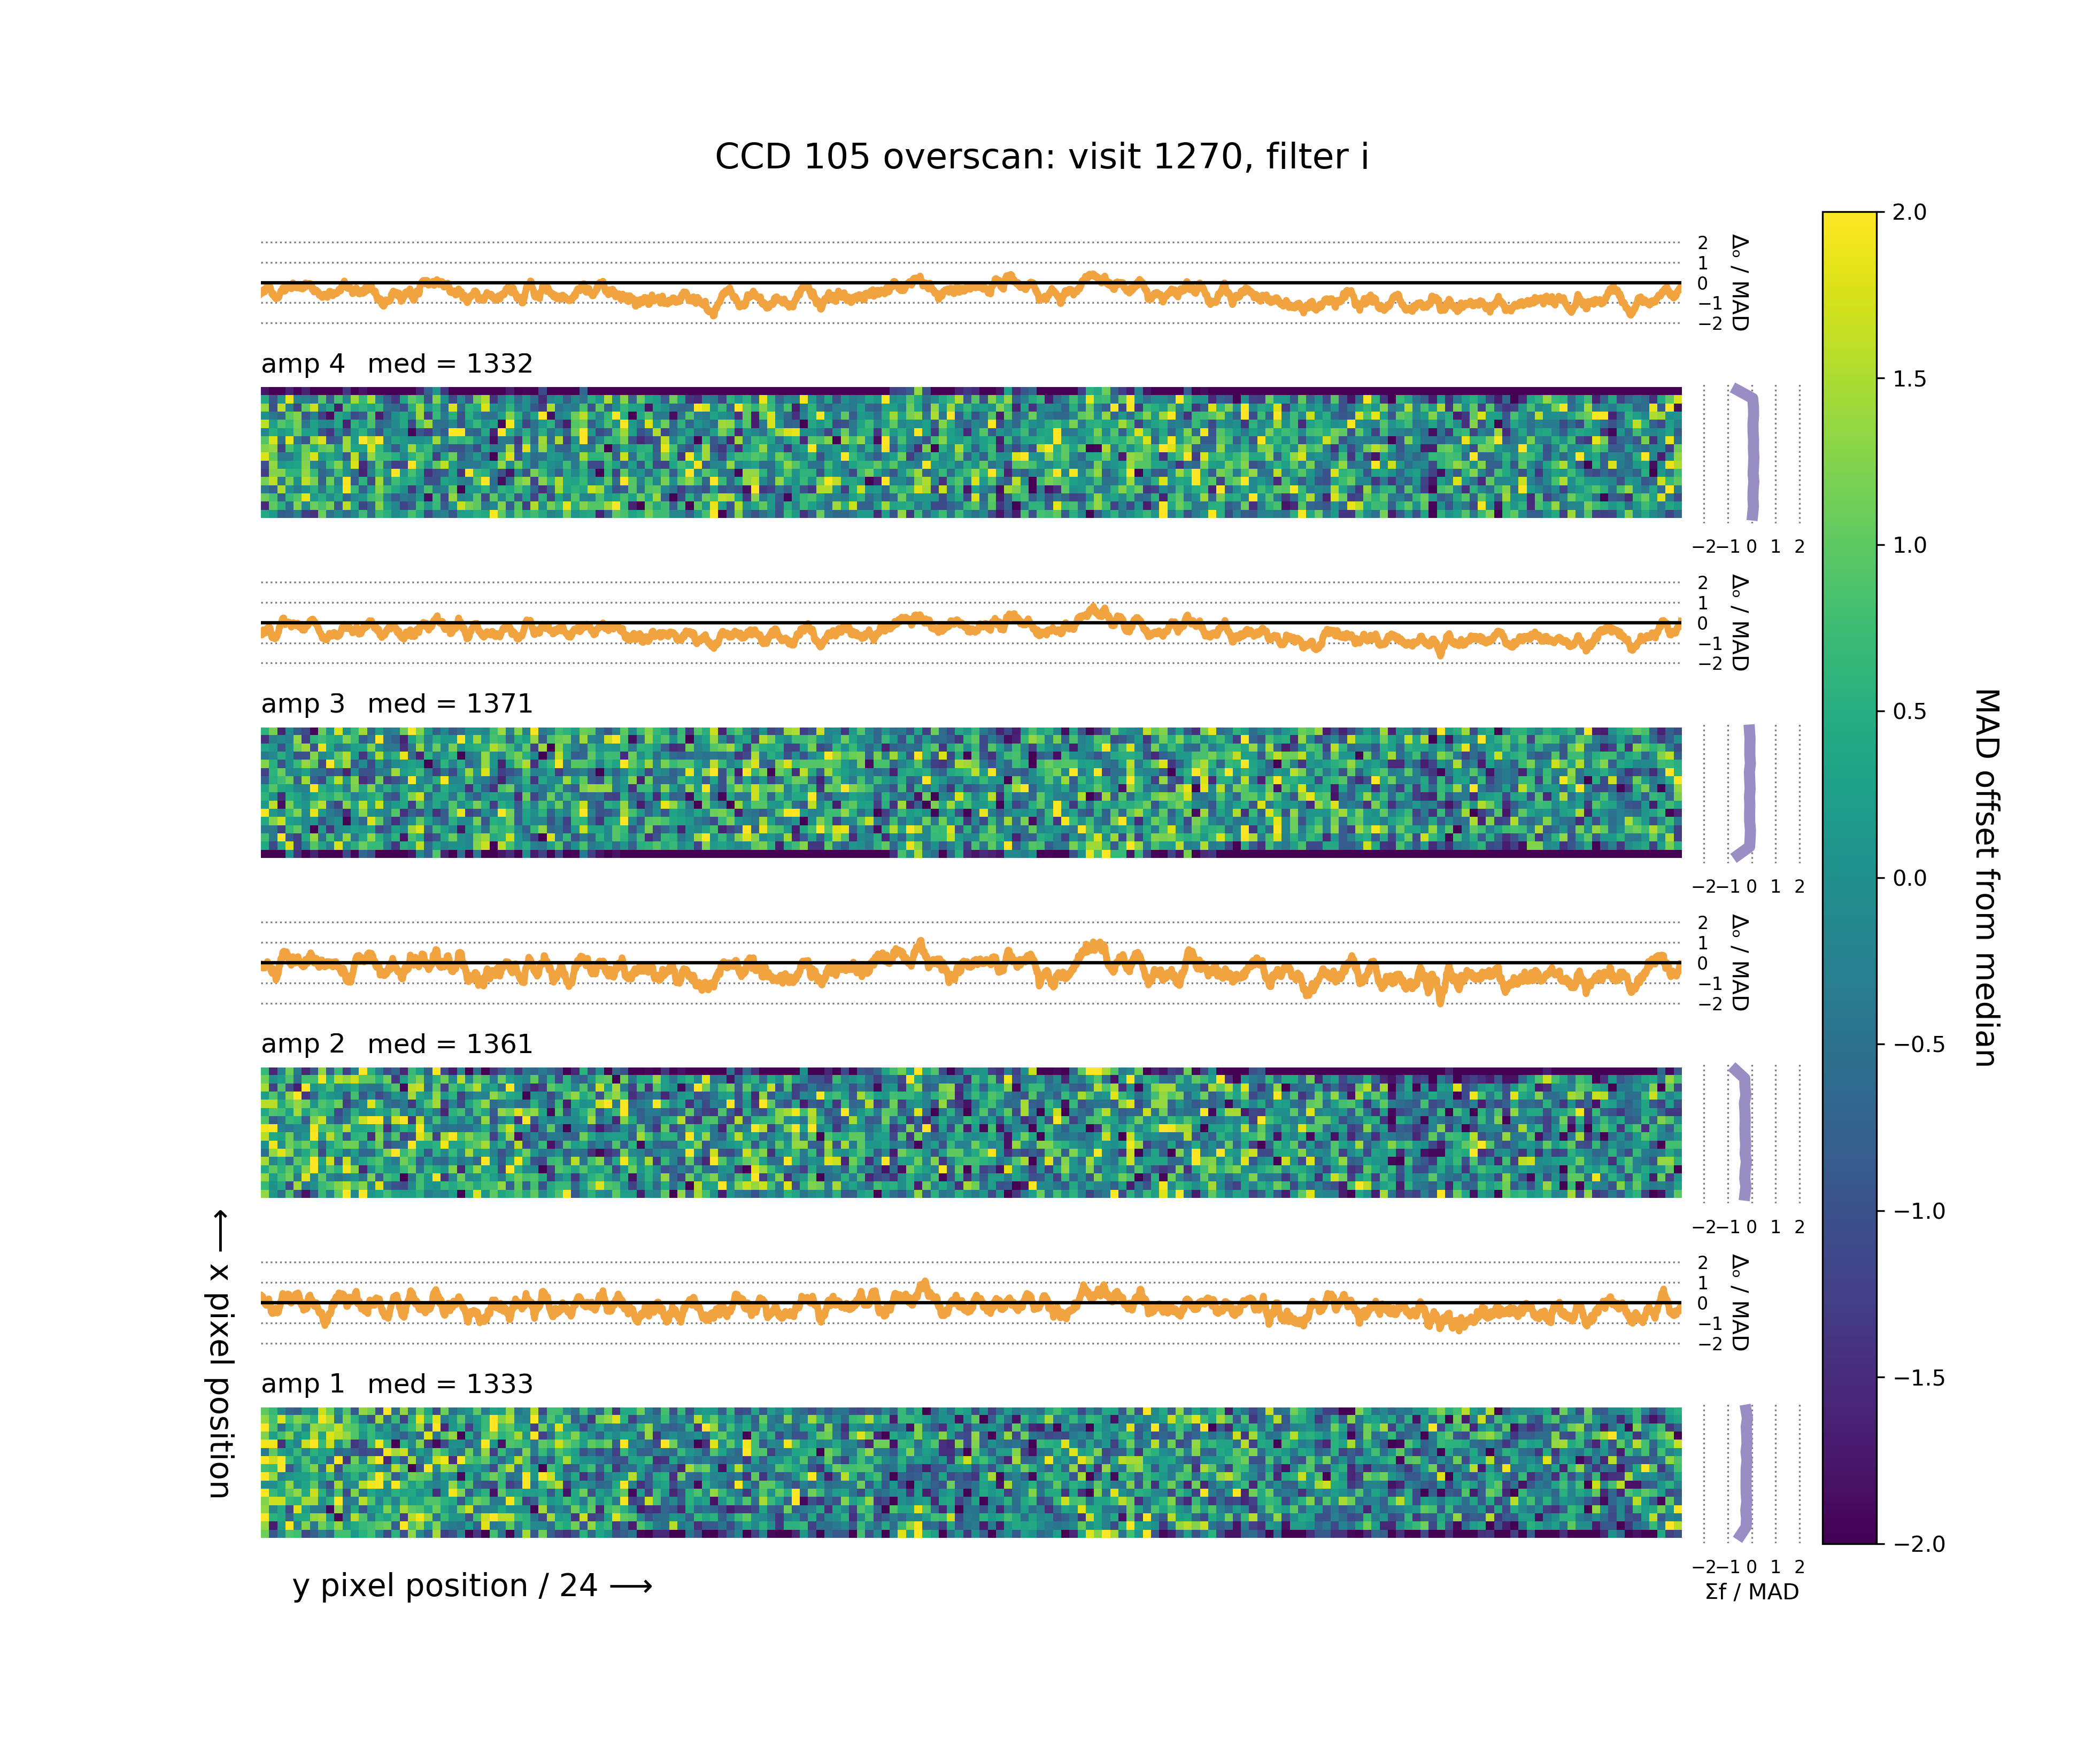 CCD 105 overscan: visit 1270, filter i
2
1
0
−1
−2
Δₒ / MAD
amp 4 med = 1332
−2 −1 0 1 2
2
1
0
−1
−2
Δₒ / MAD
amp 3 med = 1371
−2 −1 0 1 2
2
1
0
−1
−2
Δₒ / MAD
amp 2 med = 1361
−2 −1 0 1 2
2
1
0
−1
−2
Δₒ / MAD
amp 1 med = 1333
−2 −1 0 1 2
Σf / MAD
y pixel position / 24 ⟶
⟵ x pixel position
2.0
1.5
1.0
0.5
0.0
−0.5
−1.0
−1.5
−2.0
MAD offset from median